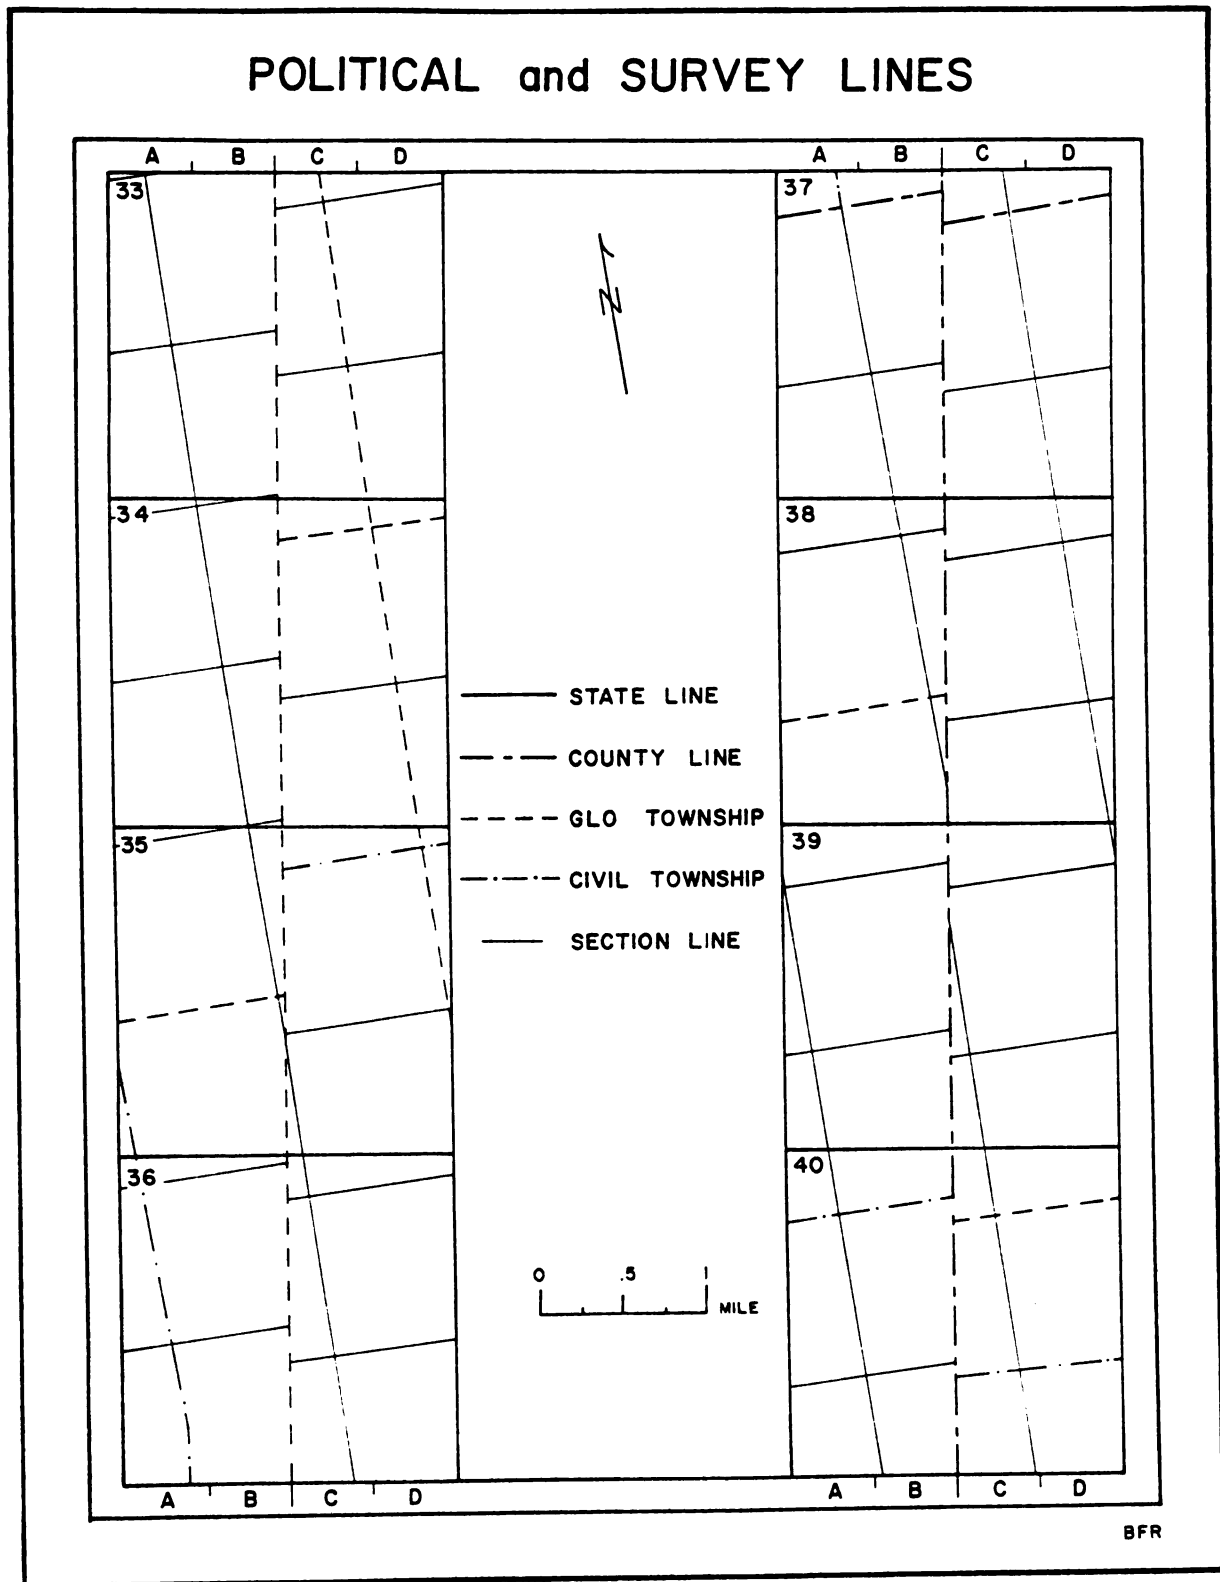 POLITICAL and SURVEY LINES
A B C D
A B C D
33
37
N
34
38
STATE LINE
COUNTY LINE
GLO TOWNSHIP
35
39
CIVIL TOWNSHIP
SECTION LINE
36
40
0 .5 1
MILE
A B C D
A B C D
BFR